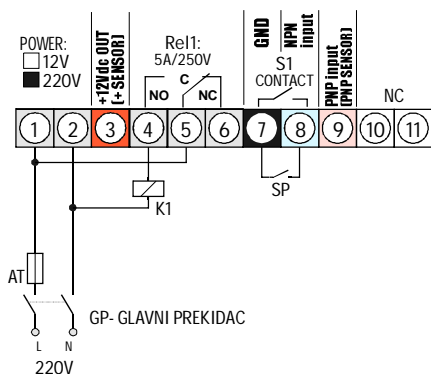 POWER:
12V
220V
+12Vdc OUT
(+ SENSOR)
Rel1:
5A/250V
C
NO
NC
GND
NPN
input
S1
CONTACT
PNP input
(PNP SENSOR)
NC
1 2 3 4 5 6 7 8 9 10 11
K1
SP
AT
GP- GLAVNI PREKIDAC
L N
220V